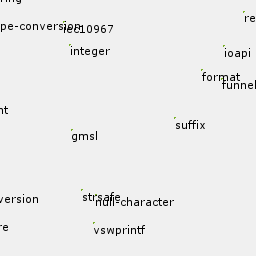 ring
re
pe-conversion
iec10967
integer
ioapi
format
funnel
nt
suffix
gmsl
strsafe
version
null-character
re
vswprintf